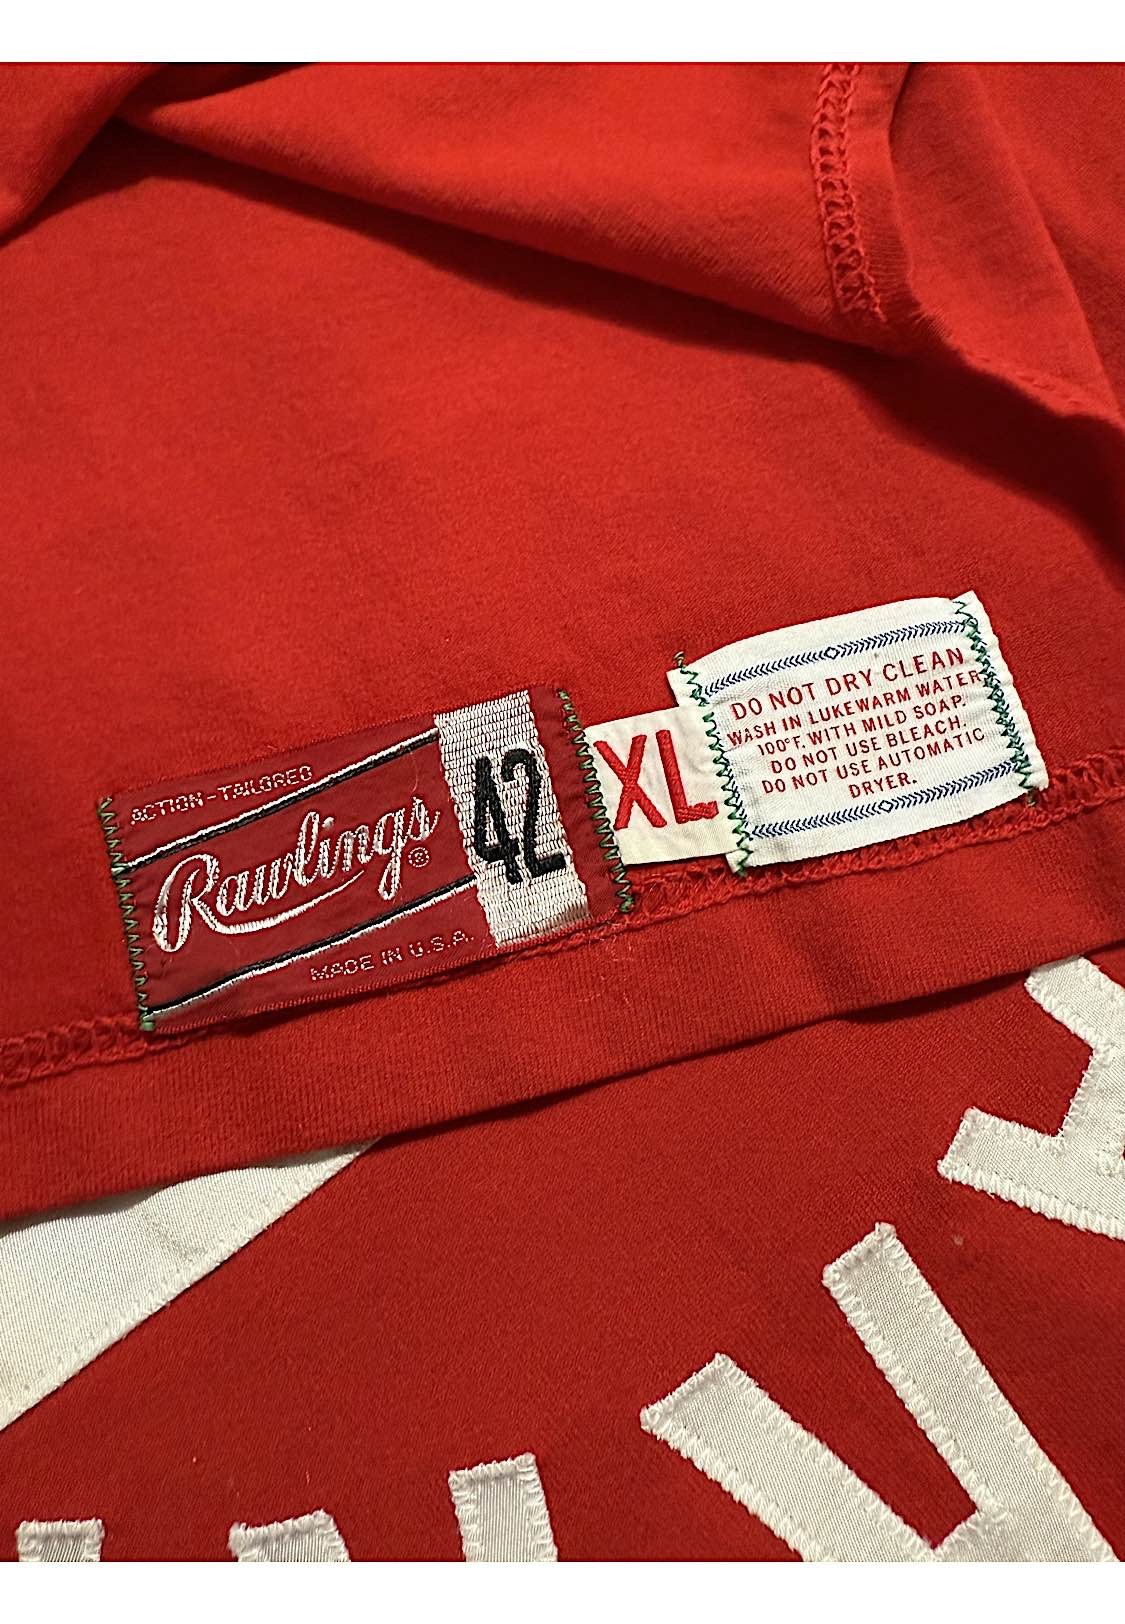 ACTION-TAILORED
Rawlings®
MADE IN U.S.A.
42
XL
DO NOT DRY CLEAN
WASH IN LUKEWARM WATER
100°F. WITH MILD SOAP.
DO NOT USE BLEACH.
DO NOT USE AUTOMATIC
DRYER.